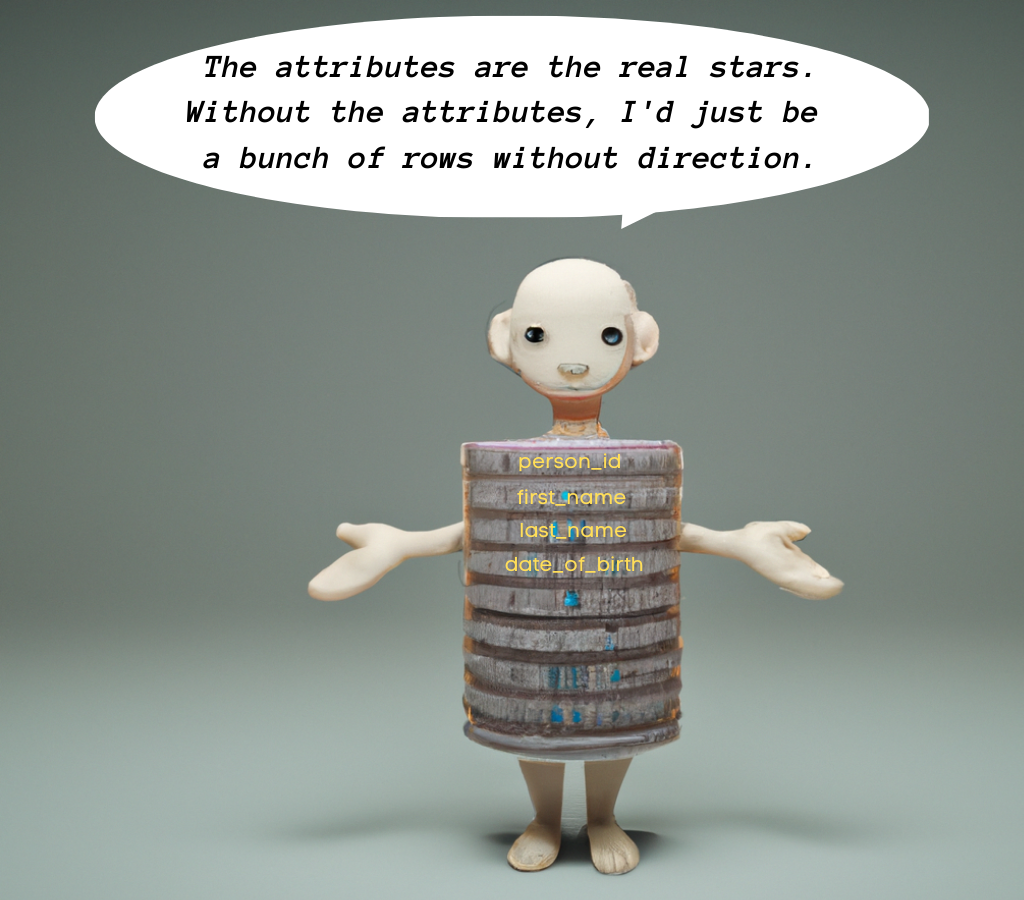 The attributes are the real stars.
Without the attributes, I'd just be
a bunch of rows without direction.
person_id
first_name
last_name
date_of_birth